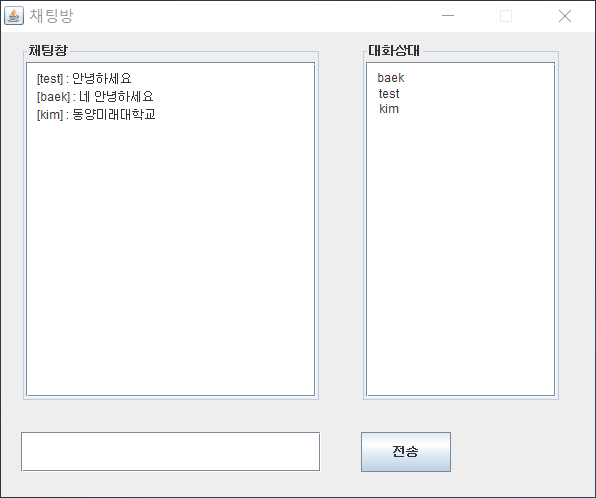 채팅방
채팅창
[test] : 안녕하세요
[baek] : 네 안녕하세요
[kim] : 동양미래대학교
대화상대
baek
test
kim
전송